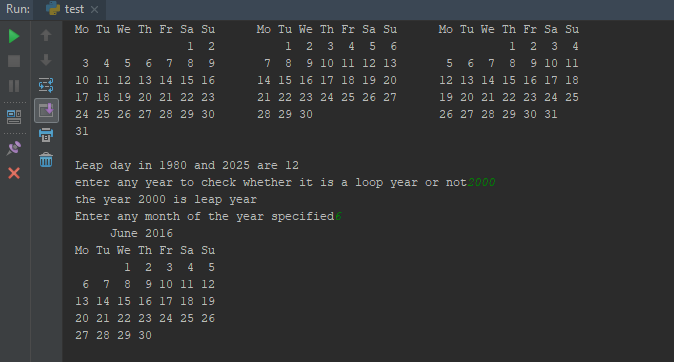 Run: test
Mo Tu We Th Fr Sa Su      Mo Tu We Th Fr Sa Su      Mo Tu We Th Fr Sa Su
                1  2          1  2  3  4  5  6                1  2  3  4
 3  4  5  6  7  8  9       7  8  9 10 11 12 13       5  6  7  8  9 10 11
10 11 12 13 14 15 16      14 15 16 17 18 19 20      12 13 14 15 16 17 18
17 18 19 20 21 22 23      21 22 23 24 25 26 27      19 20 21 22 23 24 25
24 25 26 27 28 29 30      28 29 30                  26 27 28 29 30 31
31
Leap day in 1980 and 2025 are 12
enter any year to check whether it is a loop year or not2000
the year 2000 is leap year
Enter any month of the year specified6
     June 2016
Mo Tu We Th Fr Sa Su
       1  2  3  4  5
 6  7  8  9 10 11 12
13 14 15 16 17 18 19
20 21 22 23 24 25 26
27 28 29 30